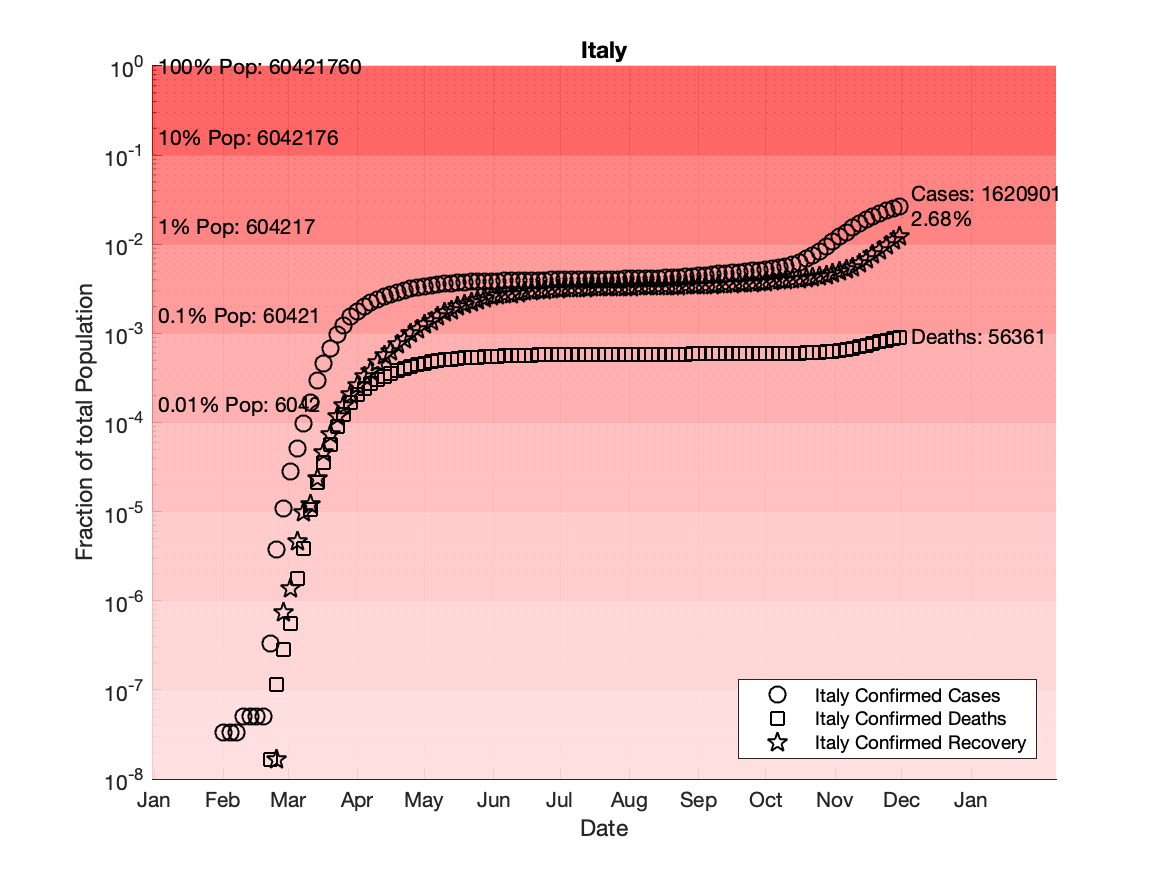 Italy
10^0
100% Pop: 60421760
10% Pop: 6042176
10^-1
Cases: 1620901
2.68%
1% Pop: 604217
10^-2
0.1% Pop: 60421
10^-3
Deaths: 56361
0.01% Pop: 6042
10^-4
10^-5
10^-6
10^-7
10^-8
Fraction of total Population
Italy Confirmed Cases
Italy Confirmed Deaths
Italy Confirmed Recovery
Jan Feb Mar Apr May Jun Jul Aug Sep Oct Nov Dec Jan
Date